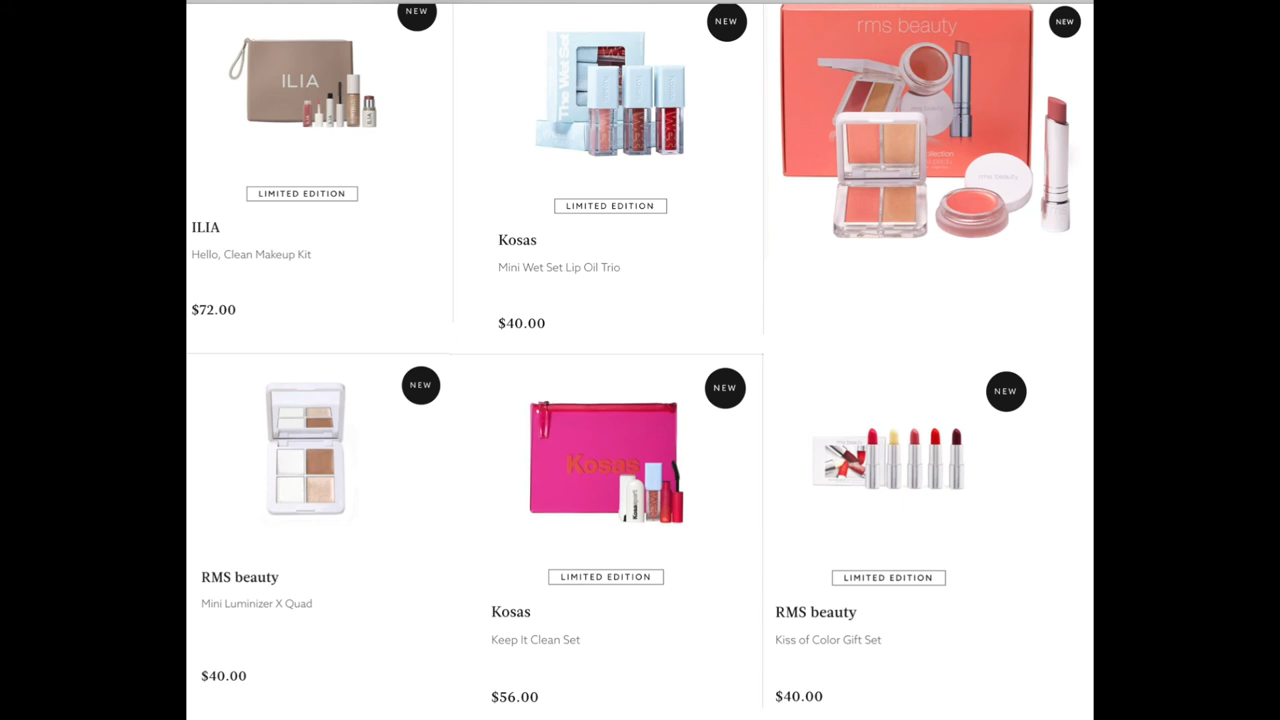 NEW
ILIA
ILIA
LIMITED EDITION
ILIA
Hello, Clean Makeup Kit
$72.00
NEW
The Wet Set
LIMITED EDITION
Kosas
Mini Wet Set Lip Oil Trio
$40.00
NEW
rms beauty
rms beauty
NEW
RMS beauty
Mini Luminizer X Quad
$40.00
NEW
Kosas
LIMITED EDITION
Kosas
Keep It Clean Set
$56.00
NEW
LIMITED EDITION
RMS beauty
Kiss of Color Gift Set
$40.00